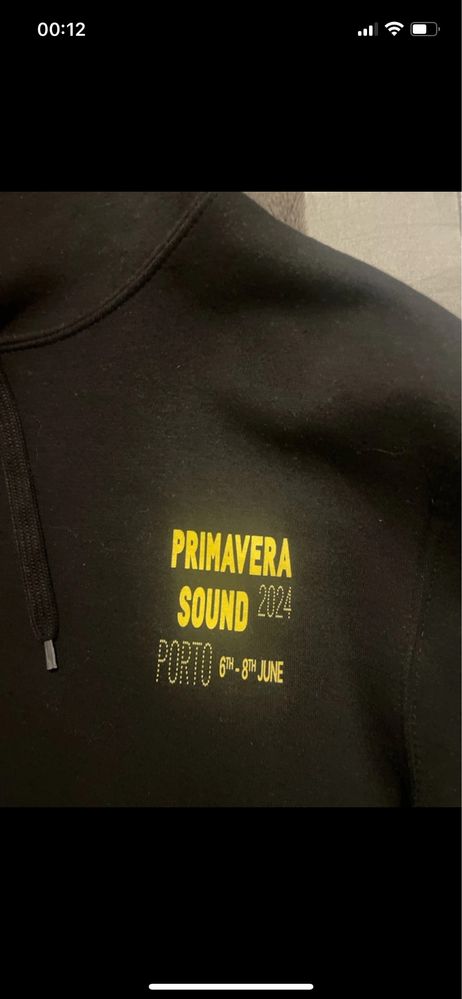 00:12
PRIMAVERA
SOUND 2024
PORTO 6TH - 8TH JUNE